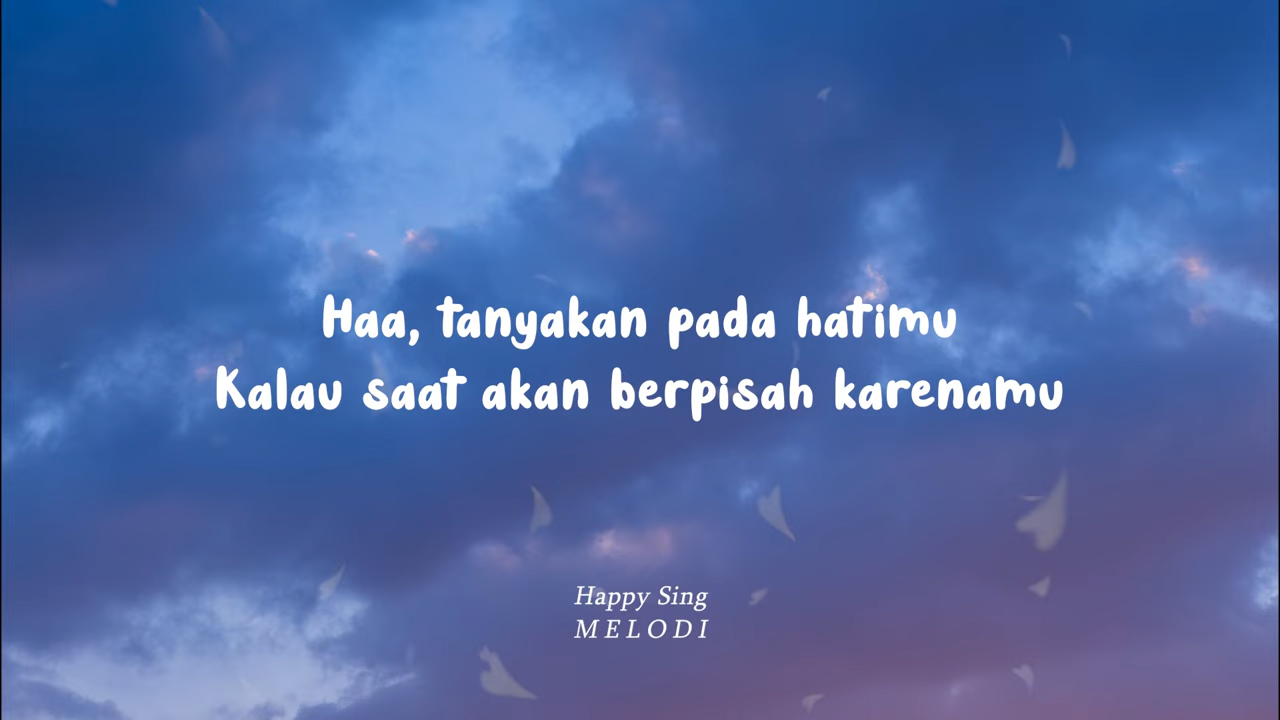 Haa, tanyakan pada hatimu
Kalau saat akan berpisah karenamu
Happy Sing
MELODI